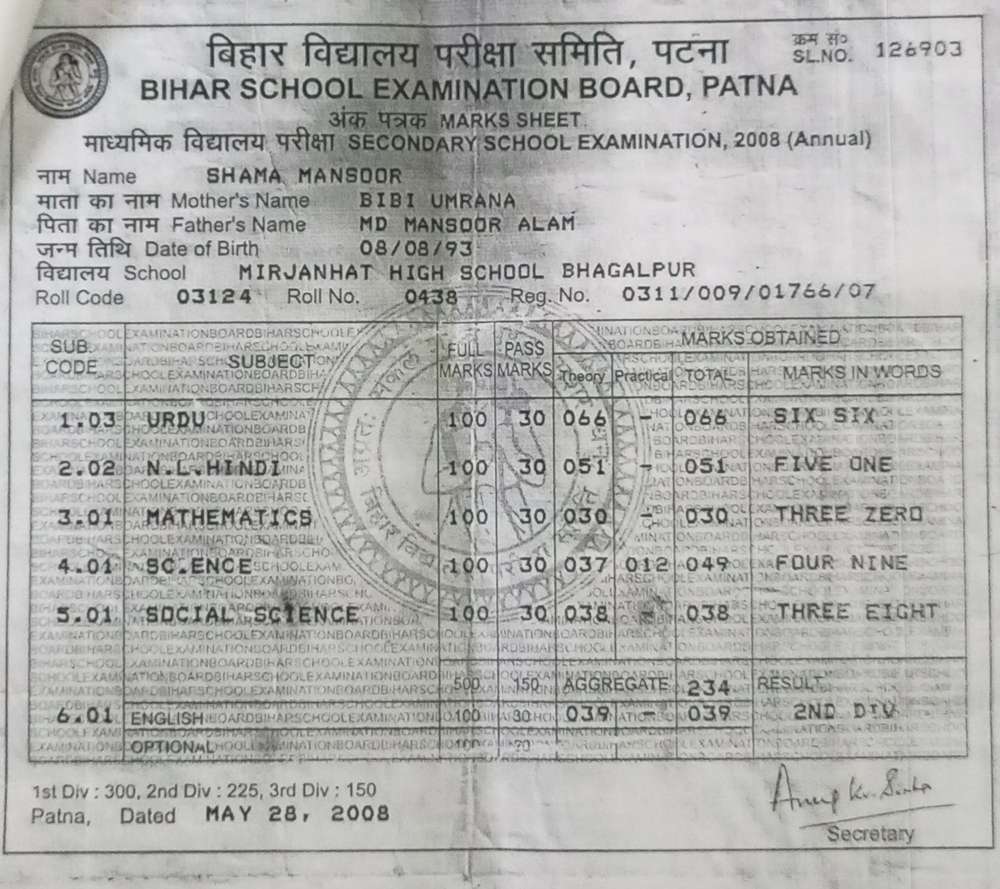 बिहार विद्यालय परीक्षा समिति, पटना
क्रम सं०
SL.NO. 126903
BIHAR SCHOOL EXAMINATION BOARD, PATNA
अंक पत्रक MARKS SHEET
माध्यमिक विद्यालय परीक्षा SECONDARY SCHOOL EXAMINATION, 2008 (Annual)
नाम Name SHAMA MANSOOR
माता का नाम Mother's Name BIBI UMRANA
पिता का नाम Father's Name MD MANSOOR ALAM
जन्म तिथि Date of Birth 08/08/93
विद्यालय School MIRJANHAT HIGH SCHOOL BHAGALPUR
Roll Code 03124 Roll No. 0438 Reg. No. 0311/009/01766/07
SUB. CODE SUBJECT FULL MARKS PASS MARKS MARKS OBTAINED
Theory Practical TOTAL MARKS IN WORDS
1.03 URDU 100 30 066 - 066 SIX SIX
2.02 N.L.HINDI 100 30 051 - 051 FIVE ONE
3.01 MATHEMATICS 100 30 030 - 030 THREE ZERO
4.01 SCIENCE 100 30 037 012 049 FOUR NINE
5.01 SOCIAL SCIENCE 100 30 038 - 038 THREE EIGHT
500 150 AGGREGATE 234 RESULT
6.01 ENGLISH 100 30 039 - 039 2ND DIV
OPTIONAL 100
1st Div : 300, 2nd Div : 225, 3rd Div : 150
Patna, Dated MAY 28, 2008
Anup Kr. Sinha
Secretary